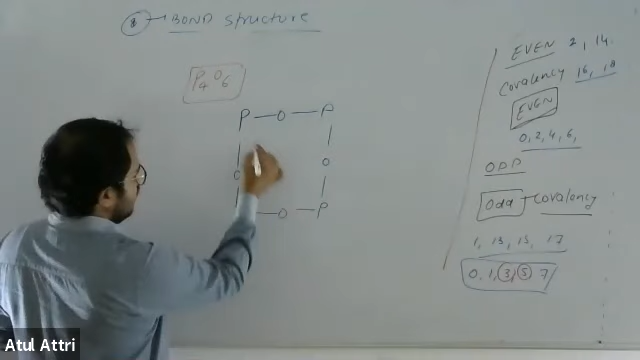 BOND Structure
P4O6
P — O — P
O
O
O — P
EVEN 2, 14.
Covalency 16, 18
EVEN
0, 2, 4, 6,
ODD
Odd - Covalency
1, 13, 15, 17
0, 1, 3, 5 7
Atul Attri